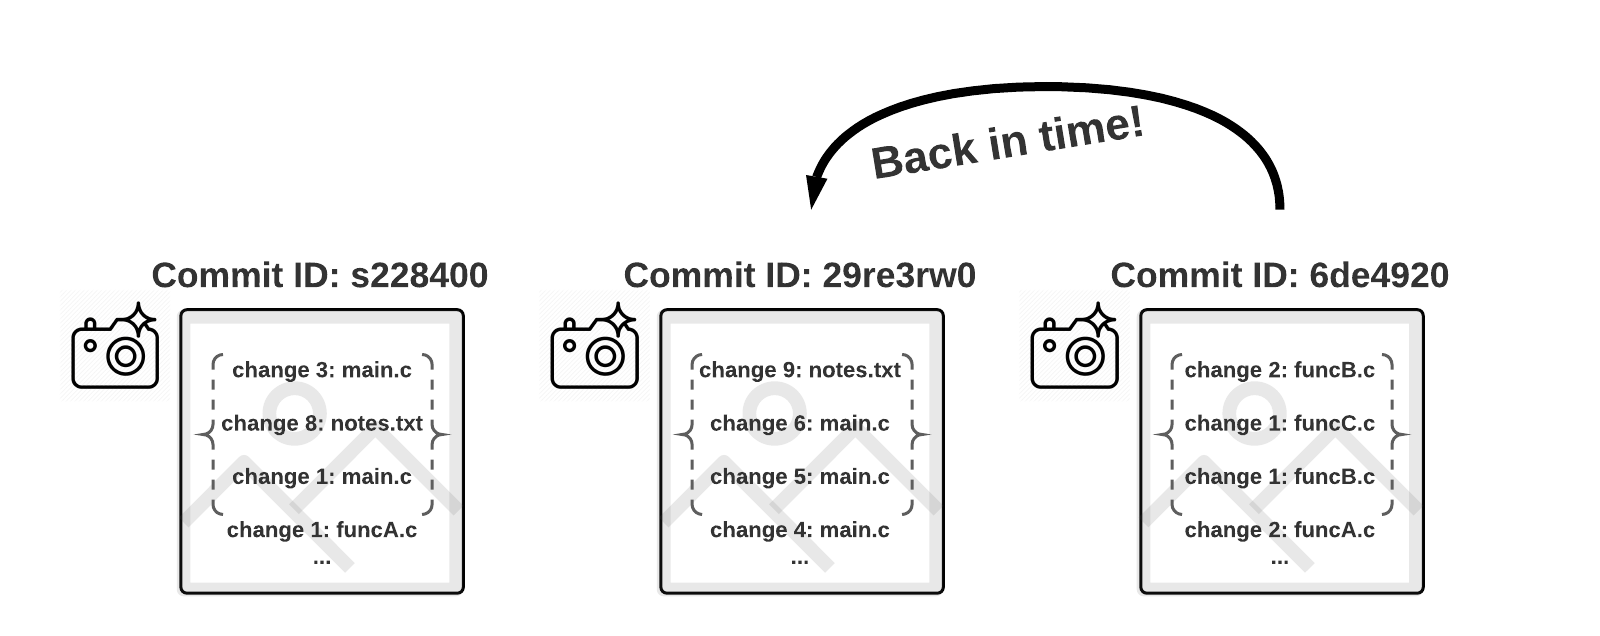 Back in time!
Commit ID: s228400
change 3: main.c
change 8: notes.txt
change 1: main.c
change 1: funcA.c
...
Commit ID: 29re3rw0
change 9: notes.txt
change 6: main.c
change 5: main.c
change 4: main.c
...
Commit ID: 6de4920
change 2: funcB.c
change 1: funcC.c
change 1: funcB.c
change 2: funcA.c
...